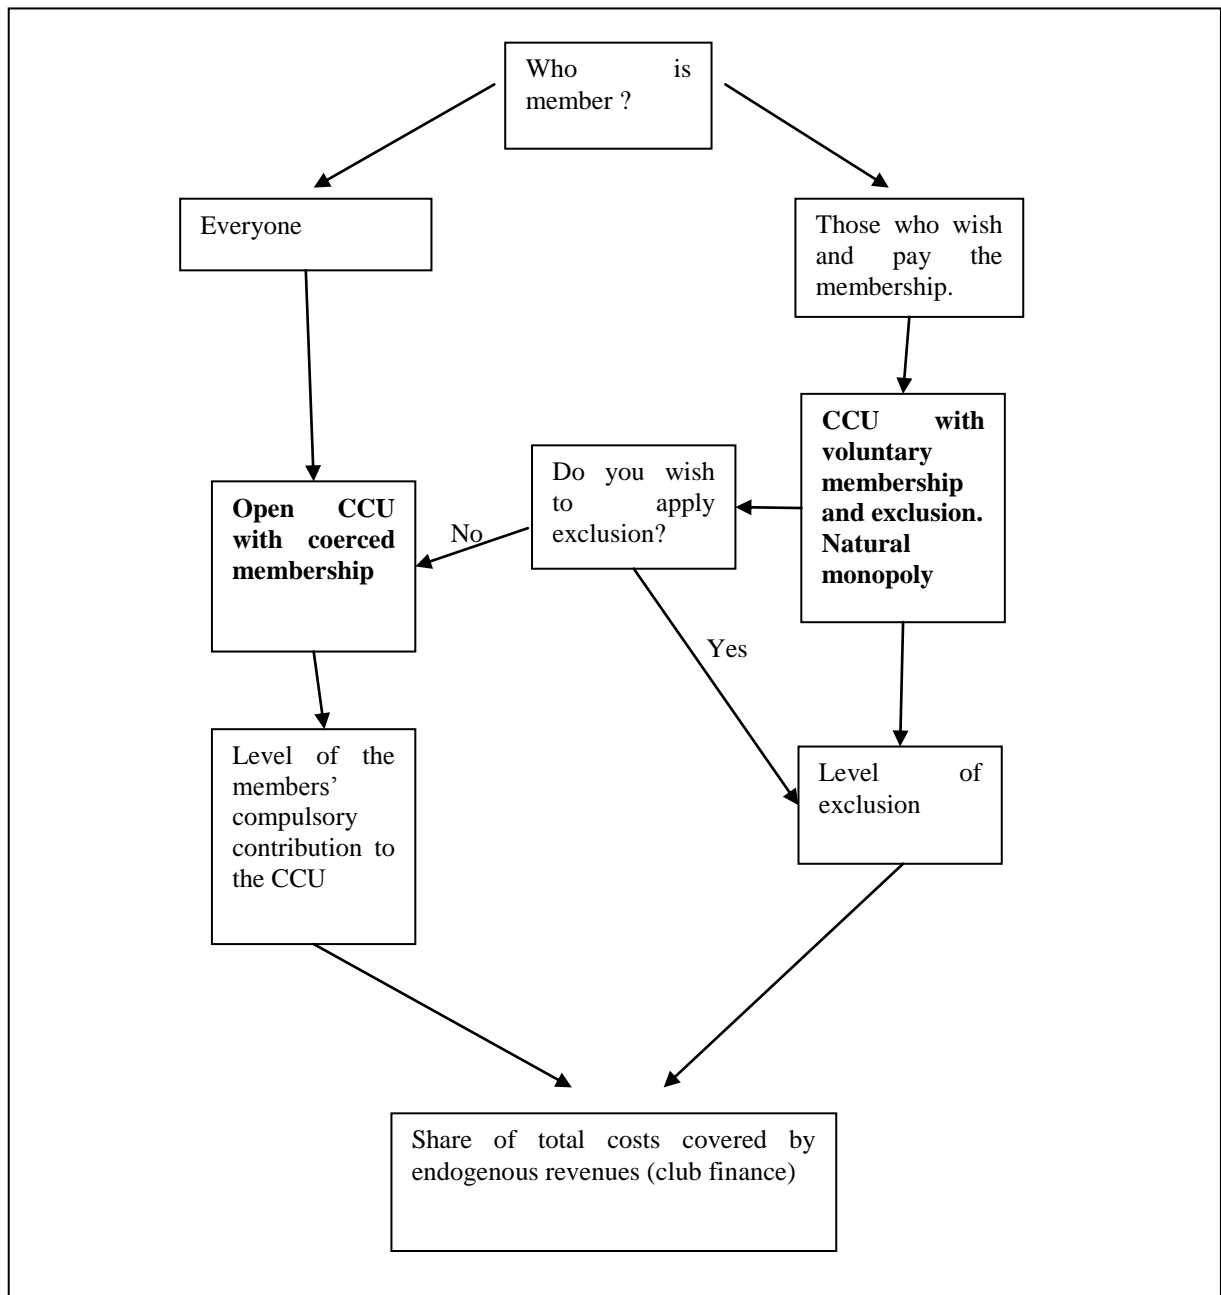 Who is
member ?
Everyone
Those who wish
and pay the
membership.
CCU with
voluntary
membership
and exclusion.
Natural
monopoly
Do you wish
to apply
exclusion?
No
Open CCU
with coerced
membership
Yes
Level of the
members’
compulsory
contribution to
the CCU
Level of
exclusion
Share of total costs covered by
endogenous revenues (club finance)